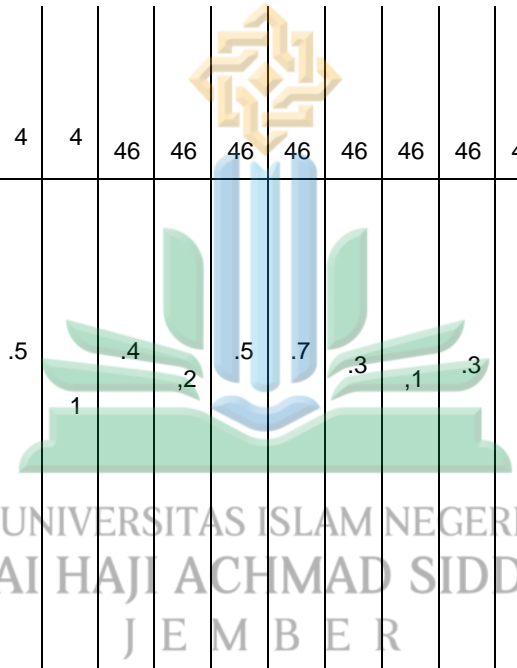 4 4 46 46 46 46 46 46 46
.5 .4 .5 .7 .3 .3
,2 ,1
1
UNIVERSITAS ISLAM NEGERI
AI HAJI ACHMAD SIDD
JEMBER